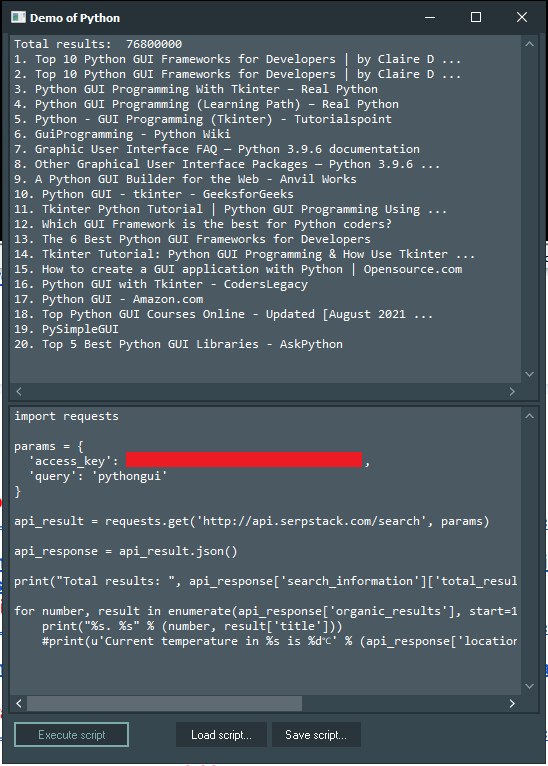 Demo of Python
Total results:  76800000
1. Top 10 Python GUI Frameworks for Developers | by Claire D ...
2. Top 10 Python GUI Frameworks for Developers | by Claire D ...
3. Python GUI Programming With Tkinter – Real Python
4. Python GUI Programming (Learning Path) – Real Python
5. Python - GUI Programming (Tkinter) - Tutorialspoint
6. GuiProgramming - Python Wiki
7. Graphic User Interface FAQ — Python 3.9.6 documentation
8. Other Graphical User Interface Packages — Python 3.9.6 ...
9. A Python GUI Builder for the Web - Anvil Works
10. Python GUI - tkinter - GeeksforGeeks
11. Tkinter Python Tutorial | Python GUI Programming Using ...
12. Which GUI Framework is the best for Python coders?
13. The 6 Best Python GUI Frameworks for Developers
14. Tkinter Tutorial: Python GUI Programming & How Use Tkinter ...
15. How to create a GUI application with Python | Opensource.com
16. Python GUI with Tkinter - CodersLegacy
17. Python GUI - Amazon.com
18. Top Python GUI Courses Online - Updated [August 2021 ...
19. PySimpleGUI
20. Top 5 Best Python GUI Libraries - AskPython
import requests
params = {
  'access_key': ,
  'query': 'pythongui'
}
api_result = requests.get('http://api.serpstack.com/search', params)
api_response = api_result.json()
print("Total results: ", api_response['search_information']['total_resul
for number, result in enumerate(api_response['organic_results'], start=1
    print("%s. %s" % (number, result['title']))
    #print(u'Current temperature in %s is %d℃' % (api_response['location
Execute script
Load script...
Save script...